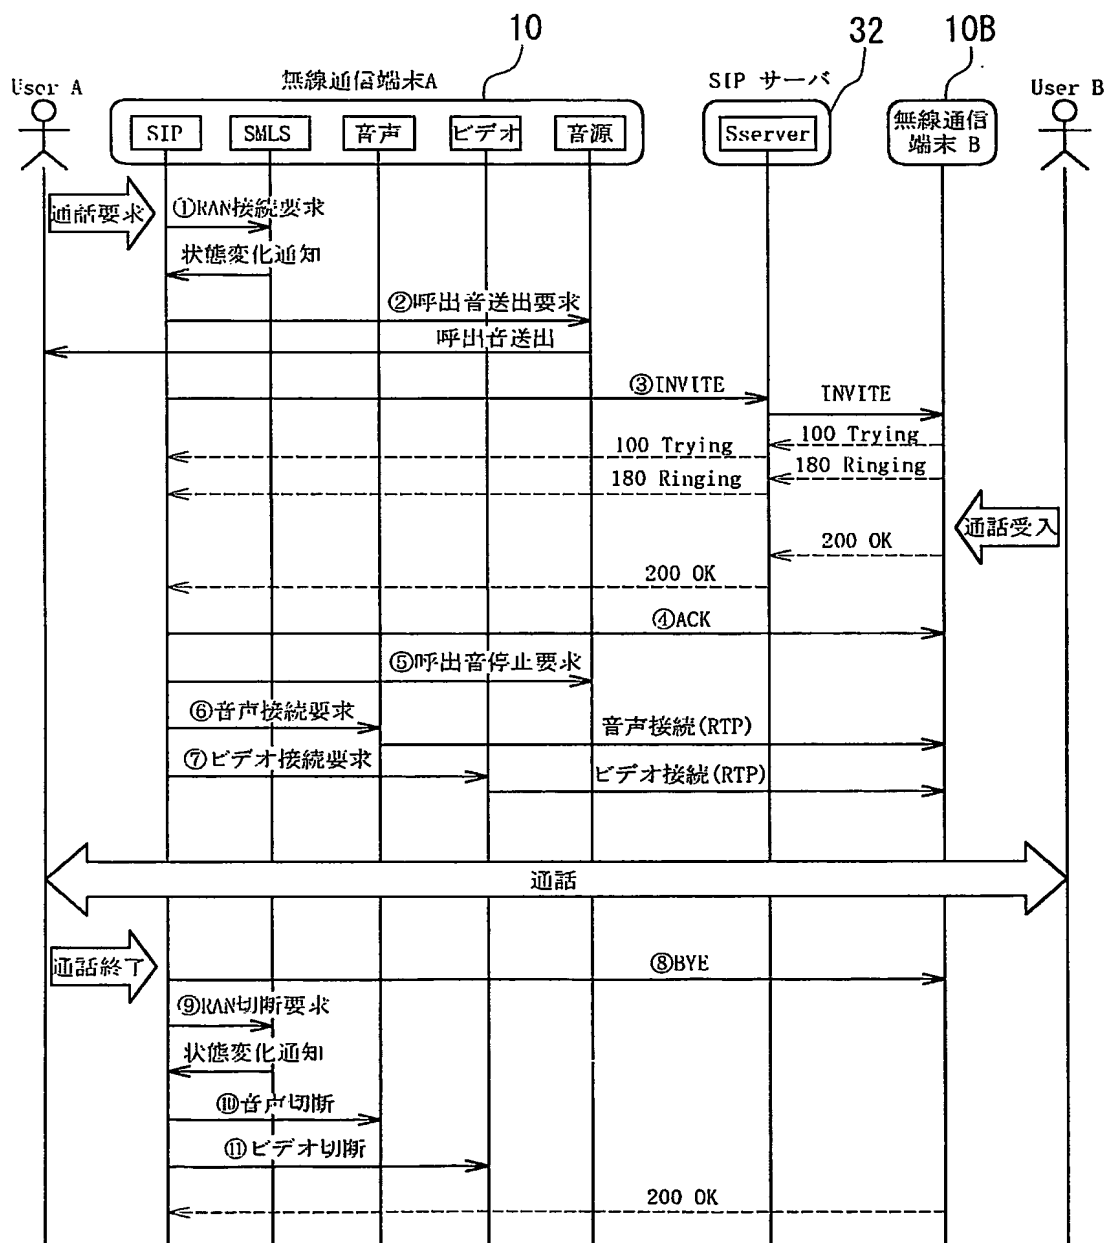 10
32
10B
User A
無線通信端末A
SIP サーバ
User B
SIP
SMLS
音声
ビデオ
音源
Sserver
無線通信
端末 B
通話要求
①RAN接続要求
状態変化通知
②呼出音送出要求
呼出音送出
③INVITE
INVITE
100 Trying
100 Trying
180 Ringing
180 Ringing
通話受入
200 OK
200 OK
④ACK
⑤呼出音停止要求
⑥音声接続要求
音声接続(RTP)
⑦ビデオ接続要求
ビデオ接続(RTP)
通話
通話終了
⑧BYE
⑨RAN切断要求
状態変化通知
⑩音声切断
⑪ビデオ切断
200 OK